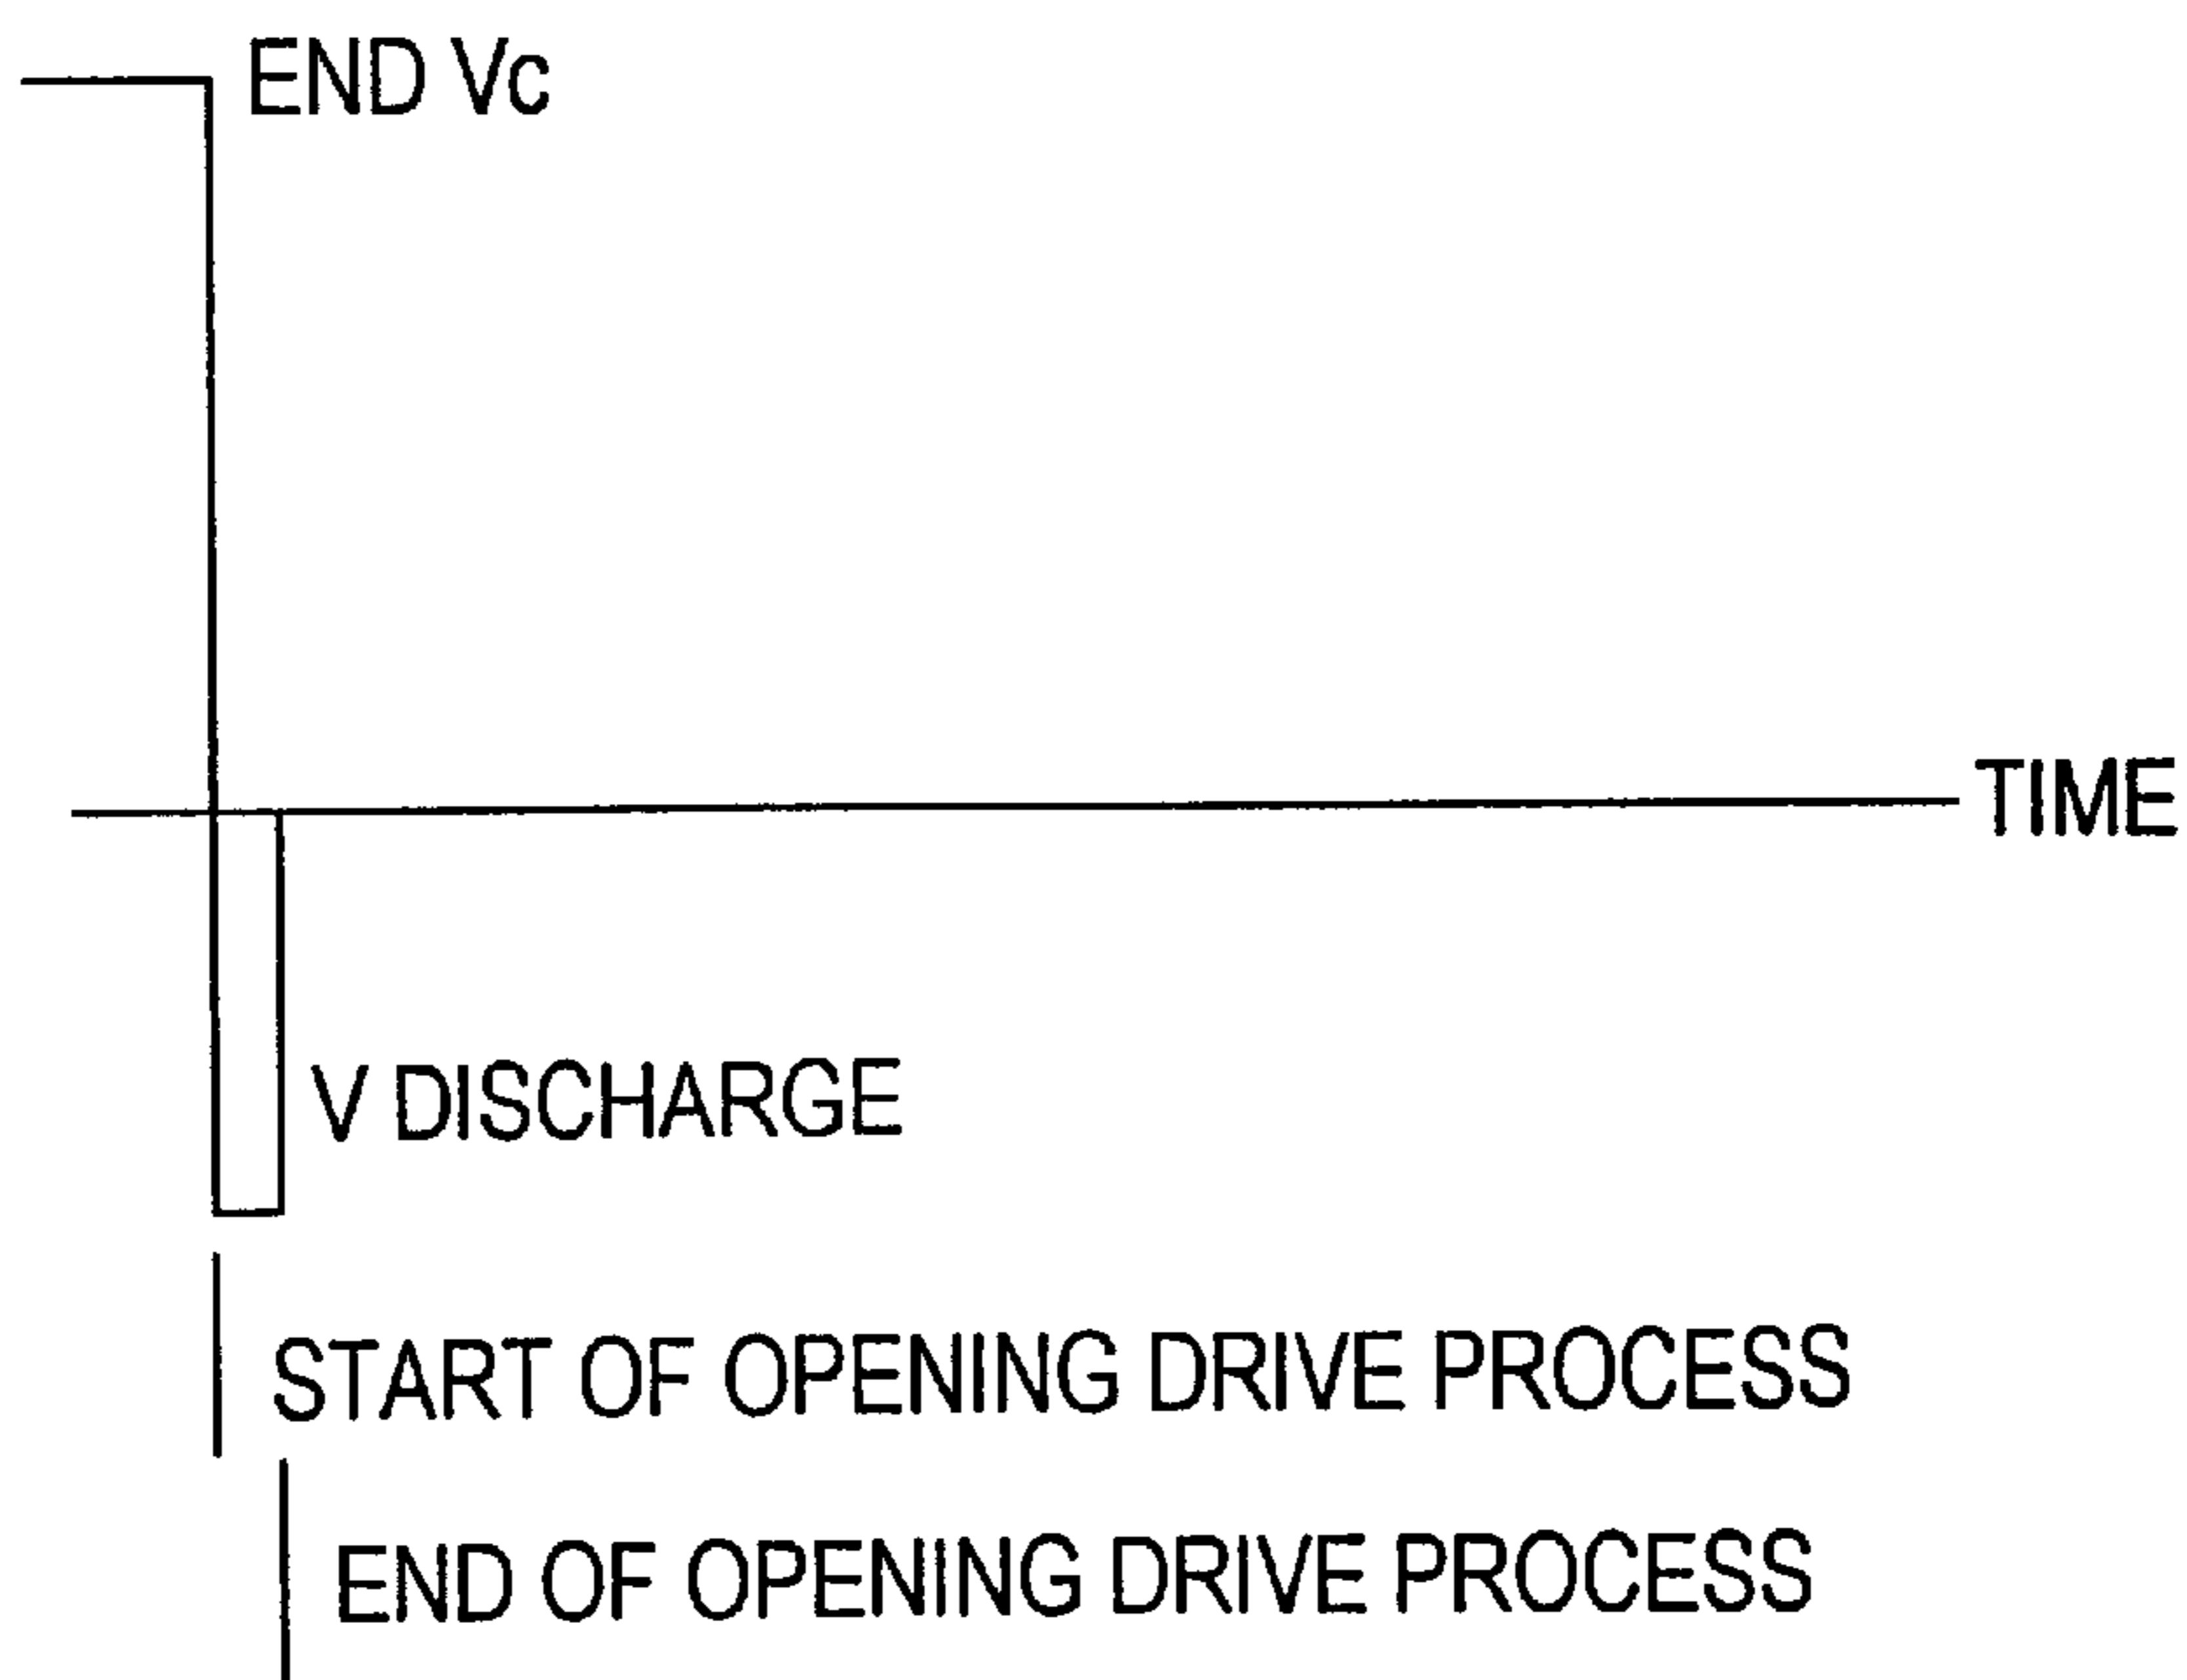 END Vc
TIME
V DISCHARGE
START OF OPENING DRIVE PROCESS
END OF OPENING DRIVE PROCESS